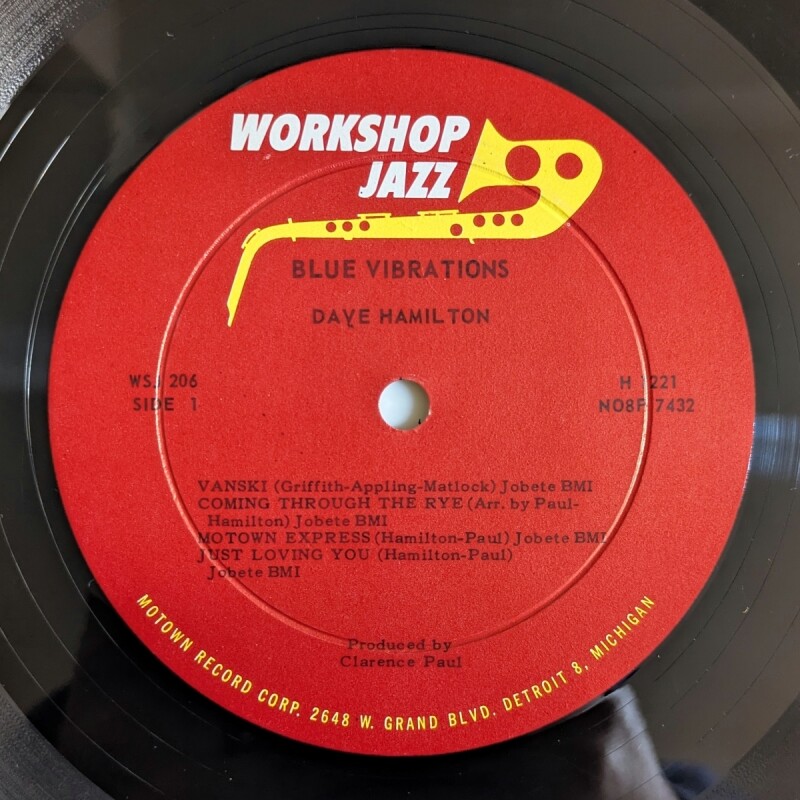 WORKSHOP
JAZZ
BLUE VIBRATIONS
DAVE HAMILTON
WSJ 206
SIDE 1
H 1221
NO8P 7432
VANSKI (Griffith-Appling-Matlock) Jobete BMI
COMING THROUGH THE RYE (Arr. by Paul-
Hamilton) Jobete BMI
MOTOWN EXPRESS (Hamilton-Paul) Jobete BMI
JUST LOVING YOU (Hamilton-Paul)
Jobete BMI
Produced by
Clarence Paul
MOTOWN RECORD CORP. 2648 W. GRAND BLVD. DETROIT 8, MICHIGAN